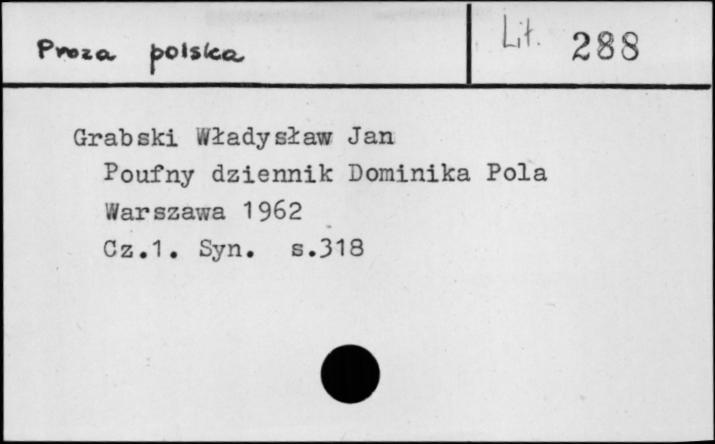 Proza polska
Lit. 288
Grabski Władysław Jan
Poufny dziennik Dominika Pola
Warszawa 1962
Cz.1. Syn. s.318